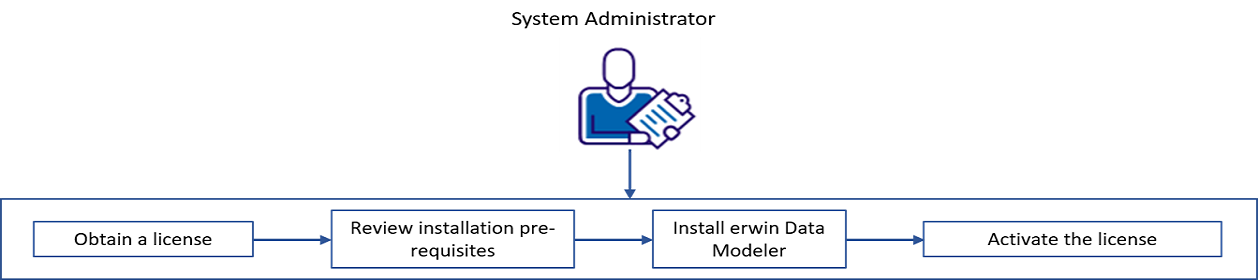 System Administrator
Obtain a license
Review installation pre-
requisites
Install erwin Data
Modeler
Activate the license